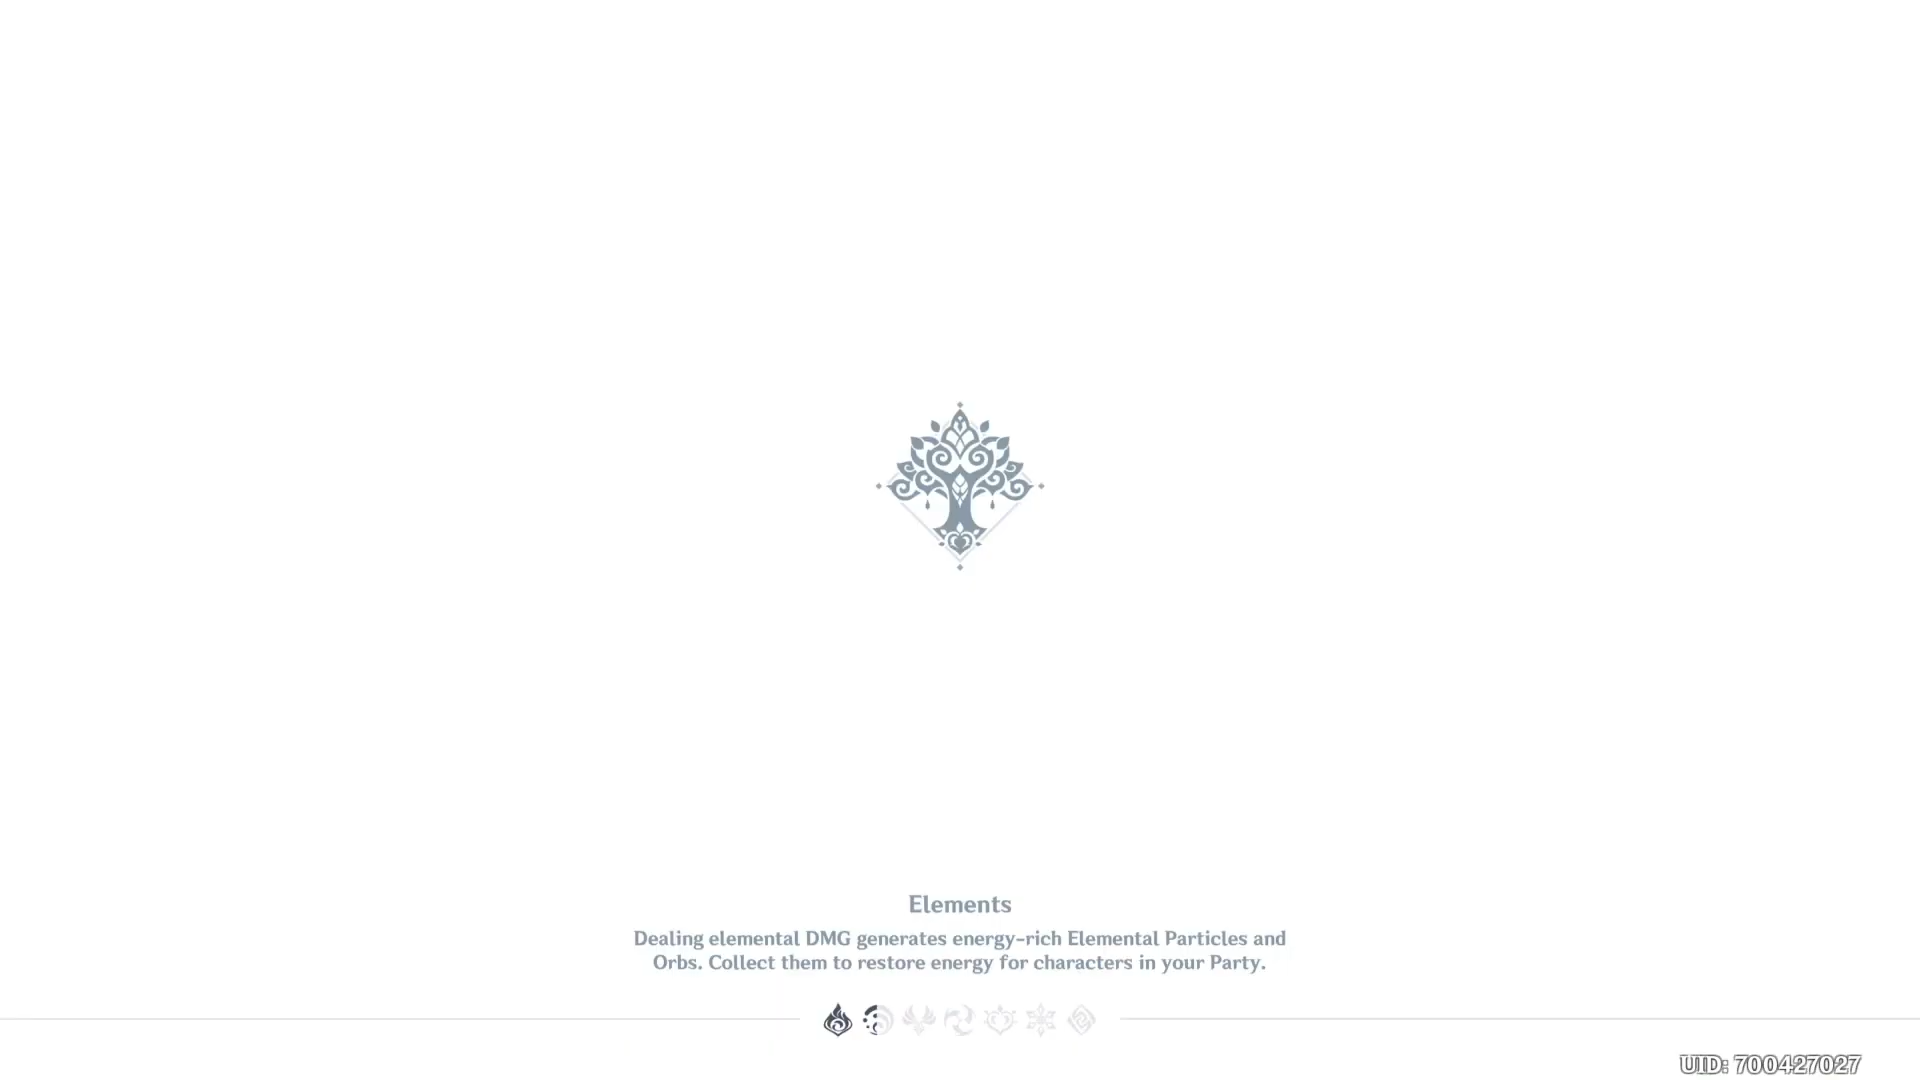 Elements
Dealing elemental DMG generates energy-rich Elemental Particles and
Orbs. Collect them to restore energy for characters in your Party.
UID: 700427027